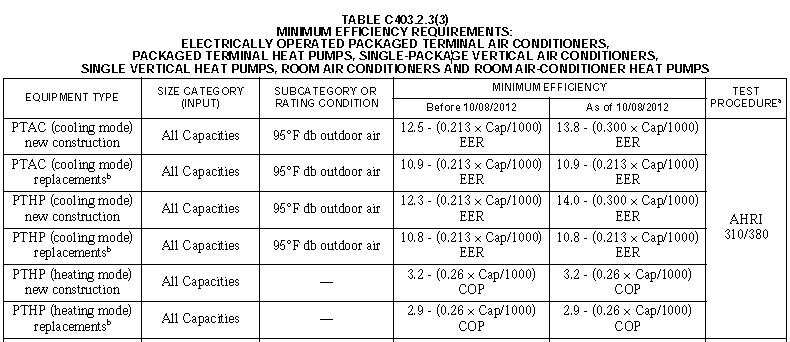 TABLE C403.2.3(3)
MINIMUM EFFICIENCY REQUIREMENTS:
ELECTRICALLY OPERATED PACKAGED TERMINAL AIR CONDITIONERS,
PACKAGED TERMINAL HEAT PUMPS, SINGLE-PACKAGE VERTICAL AIR CONDITIONERS,
SINGLE VERTICAL HEAT PUMPS, ROOM AIR CONDITIONERS AND ROOM AIR-CONDITIONER HEAT PUMPS
EQUIPMENT TYPE
SIZE CATEGORY
(INPUT)
SUBCATEGORY OR
RATING CONDITION
MINIMUM EFFICIENCY
Before 10/08/2012
As of 10/08/2012
TEST
PROCEDUREᵃ
PTAC (cooling mode)
new construction
All Capacities
95°F db outdoor air
12.5 - (0.213 × Cap/1000)
EER
13.8 - (0.300 × Cap/1000)
EER
PTAC (cooling mode)
replacementsᵇ
All Capacities
95°F db outdoor air
10.9 - (0.213 × Cap/1000)
EER
10.9 - (0.213 × Cap/1000)
EER
PTHP (cooling mode)
new construction
All Capacities
95°F db outdoor air
12.3 - (0.213 × Cap/1000)
EER
14.0 - (0.300 × Cap/1000)
EER
PTHP (cooling mode)
replacementsᵇ
All Capacities
95°F db outdoor air
10.8 - (0.213 × Cap/1000)
EER
10.8 - (0.213 × Cap/1000)
EER
PTHP (heating mode)
new construction
All Capacities
—
3.2 - (0.26 × Cap/1000)
COP
3.2 - (0.26 × Cap/1000)
COP
PTHP (heating mode)
replacementsᵇ
All Capacities
—
2.9 - (0.26 × Cap/1000)
COP
2.9 - (0.26 × Cap/1000)
COP
AHRI
310/380